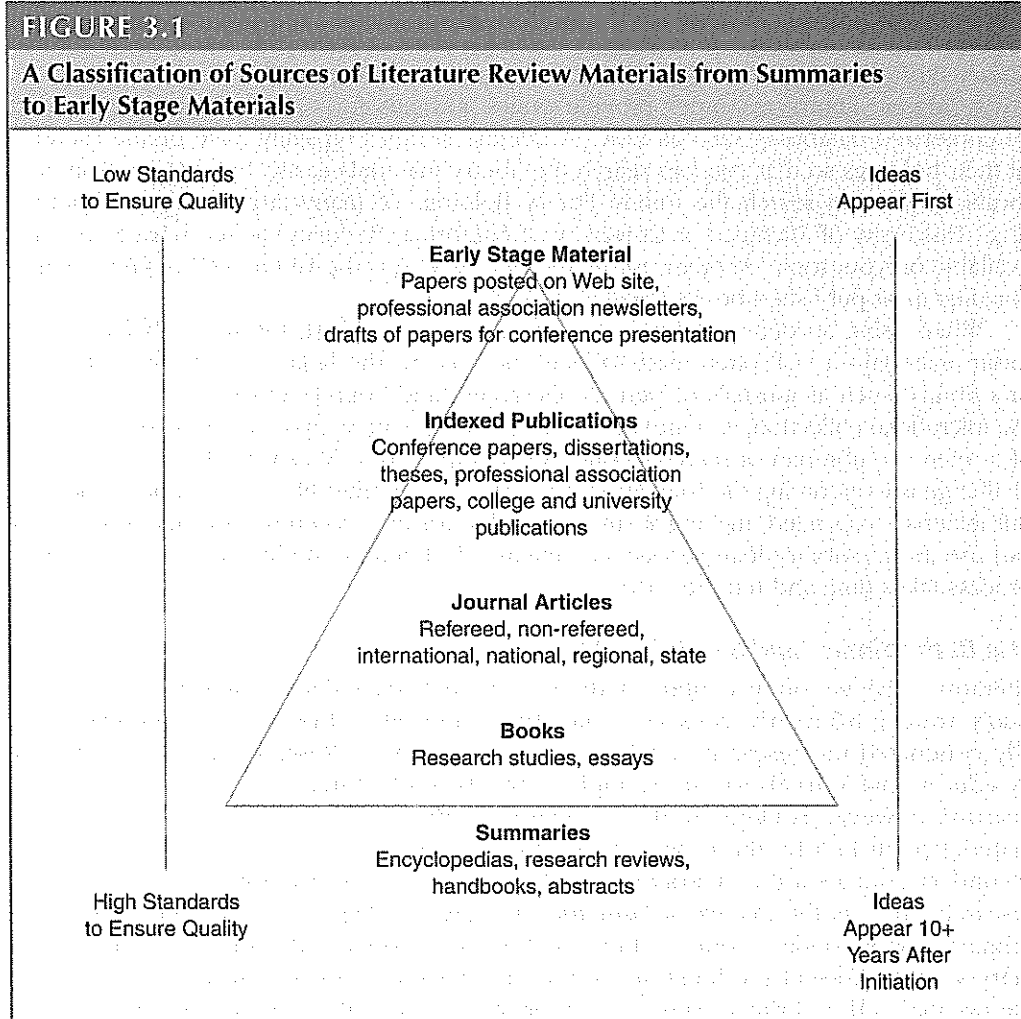 FIGURE 3.1
A Classification of Sources of Literature Review Materials from Summaries
to Early Stage Materials
Low Standards
to Ensure Quality
Ideas
Appear First
Early Stage Material
Papers posted on Web site,
professional association newsletters,
drafts of papers for conference presentation
Indexed Publications
Conference papers, dissertations,
theses, professional association
papers, college and university
publications
Journal Articles
Refereed, non-refereed,
international, national, regional, state
Books
Research studies, essays
Summaries
Encyclopedias, research reviews,
handbooks, abstracts
High Standards
to Ensure Quality
Ideas
Appear 10+
Years After
Initiation